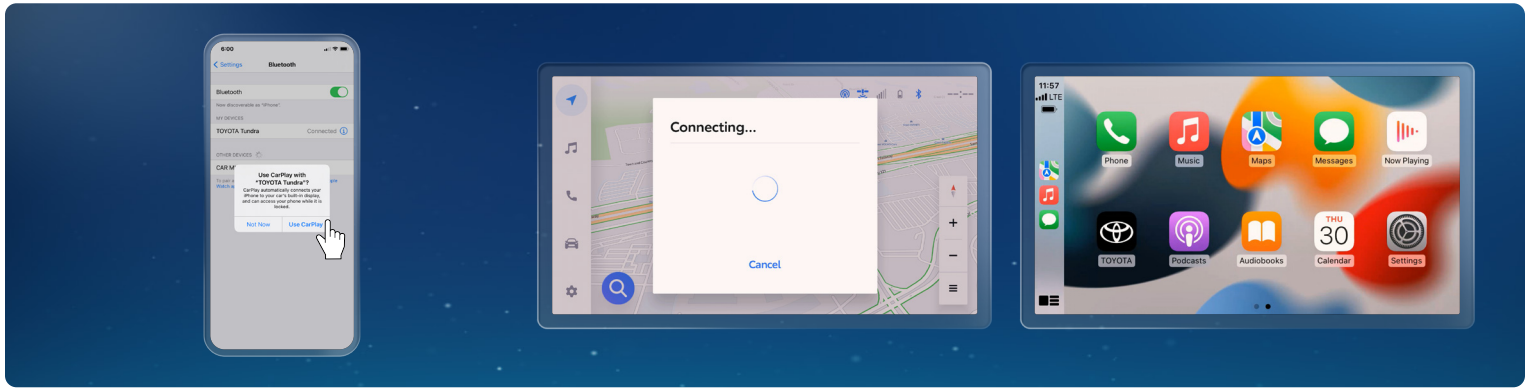 6:00
Settings
Bluetooth
Bluetooth
Now discoverable as "iPhone".
MY DEVICES
TOYOTA Tundra
Connected
OTHER DEVICES
CAR M
Use CarPlay with
"TOYOTA Tundra"?
CarPlay automatically connects your
iPhone to your car's built-in display,
and can access your phone while it is
locked.
Not Now
Use CarPlay
Connecting...
Cancel
11:57
LTE
Phone
Music
Maps
Messages
Now Playing
THU
30
TOYOTA
Podcasts
Audiobooks
Calendar
Settings